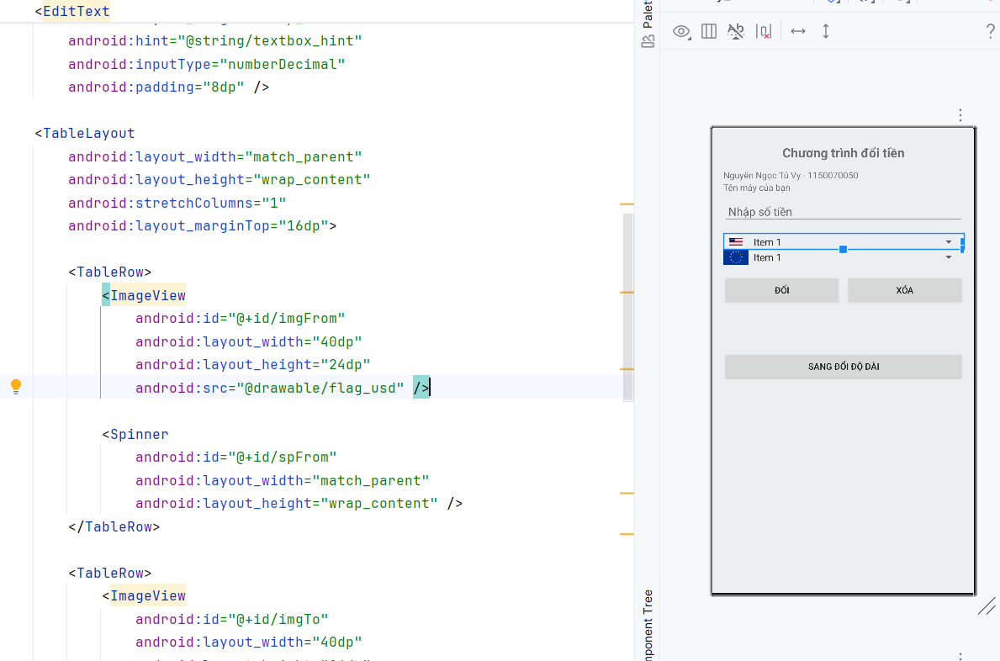 <EditText
android:hint="@string/textbox_hint"
android:inputType="numberDecimal"
android:padding="8dp" />
<TableLayout
android:layout_width="match_parent"
android:layout_height="wrap_content"
android:stretchColumns="1"
android:layout_marginTop="16dp">
<TableRow>
<ImageView
android:id="@+id/imgFrom"
android:layout_width="40dp"
android:layout_height="24dp"
android:src="@drawable/flag_usd" />
<Spinner
android:id="@+id/spFrom"
android:layout_width="match_parent"
android:layout_height="wrap_content" />
</TableRow>
<TableRow>
<ImageView
android:id="@+id/imgTo"
android:layout_width="40dp"
Palet
mponent Tree
?
Chương trình đổi tiền
Nguyễn Ngọc Tú Vy - 1150070050
Tên máy của bạn
Nhập số tiền
Item 1
Item 1
ĐỔI XÓA
SANG ĐỔI ĐỘ DÀI